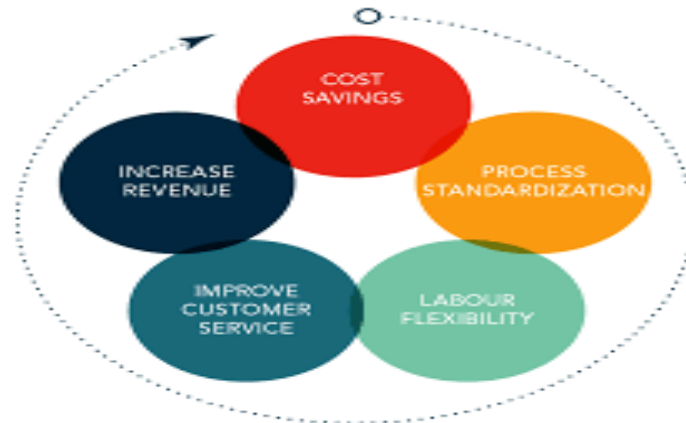 COST
SAVINGS
PROCESS
STANDARDIZATION
LABOUR
FLEXIBILITY
IMPROVE
CUSTOMER
SERVICE
INCREASE
REVENUE